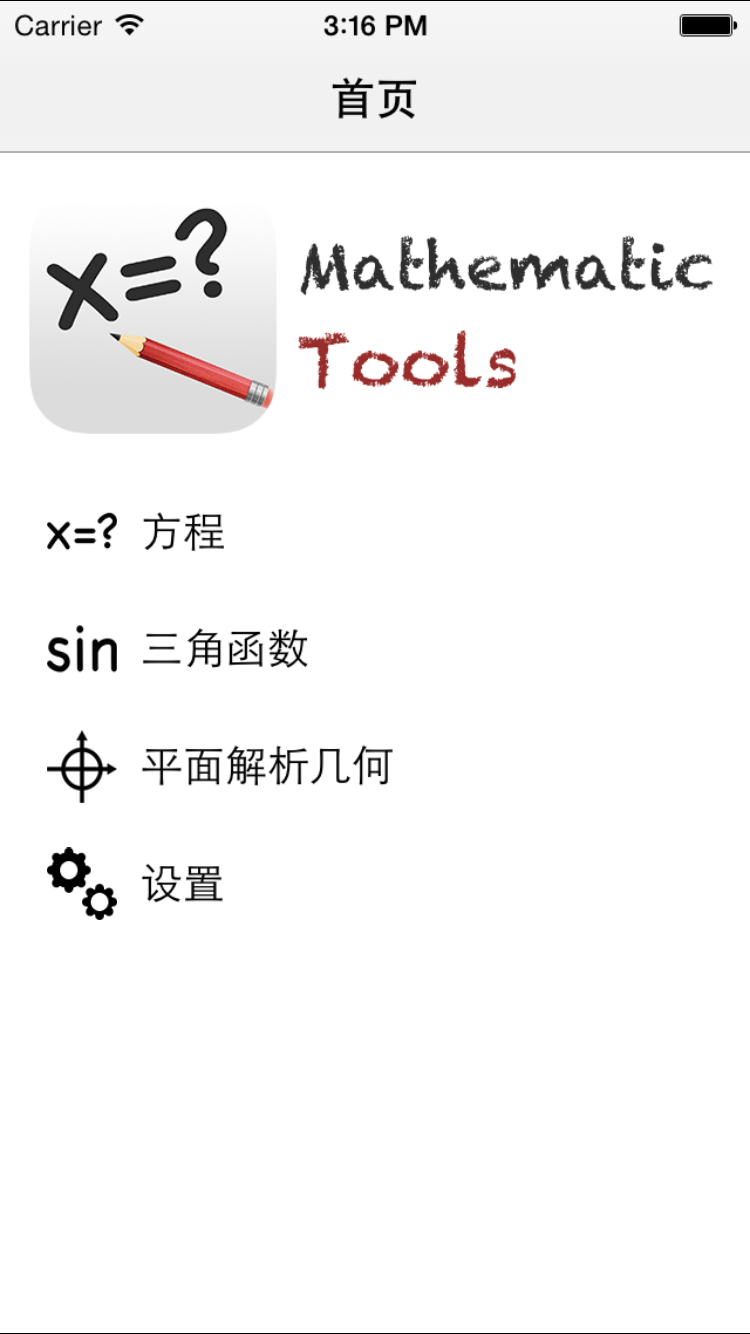 Carrier 3:16 PM
首页
x=?
Mathematic
Tools
x=? 方程
sin 三角函数
平面解析几何
设置